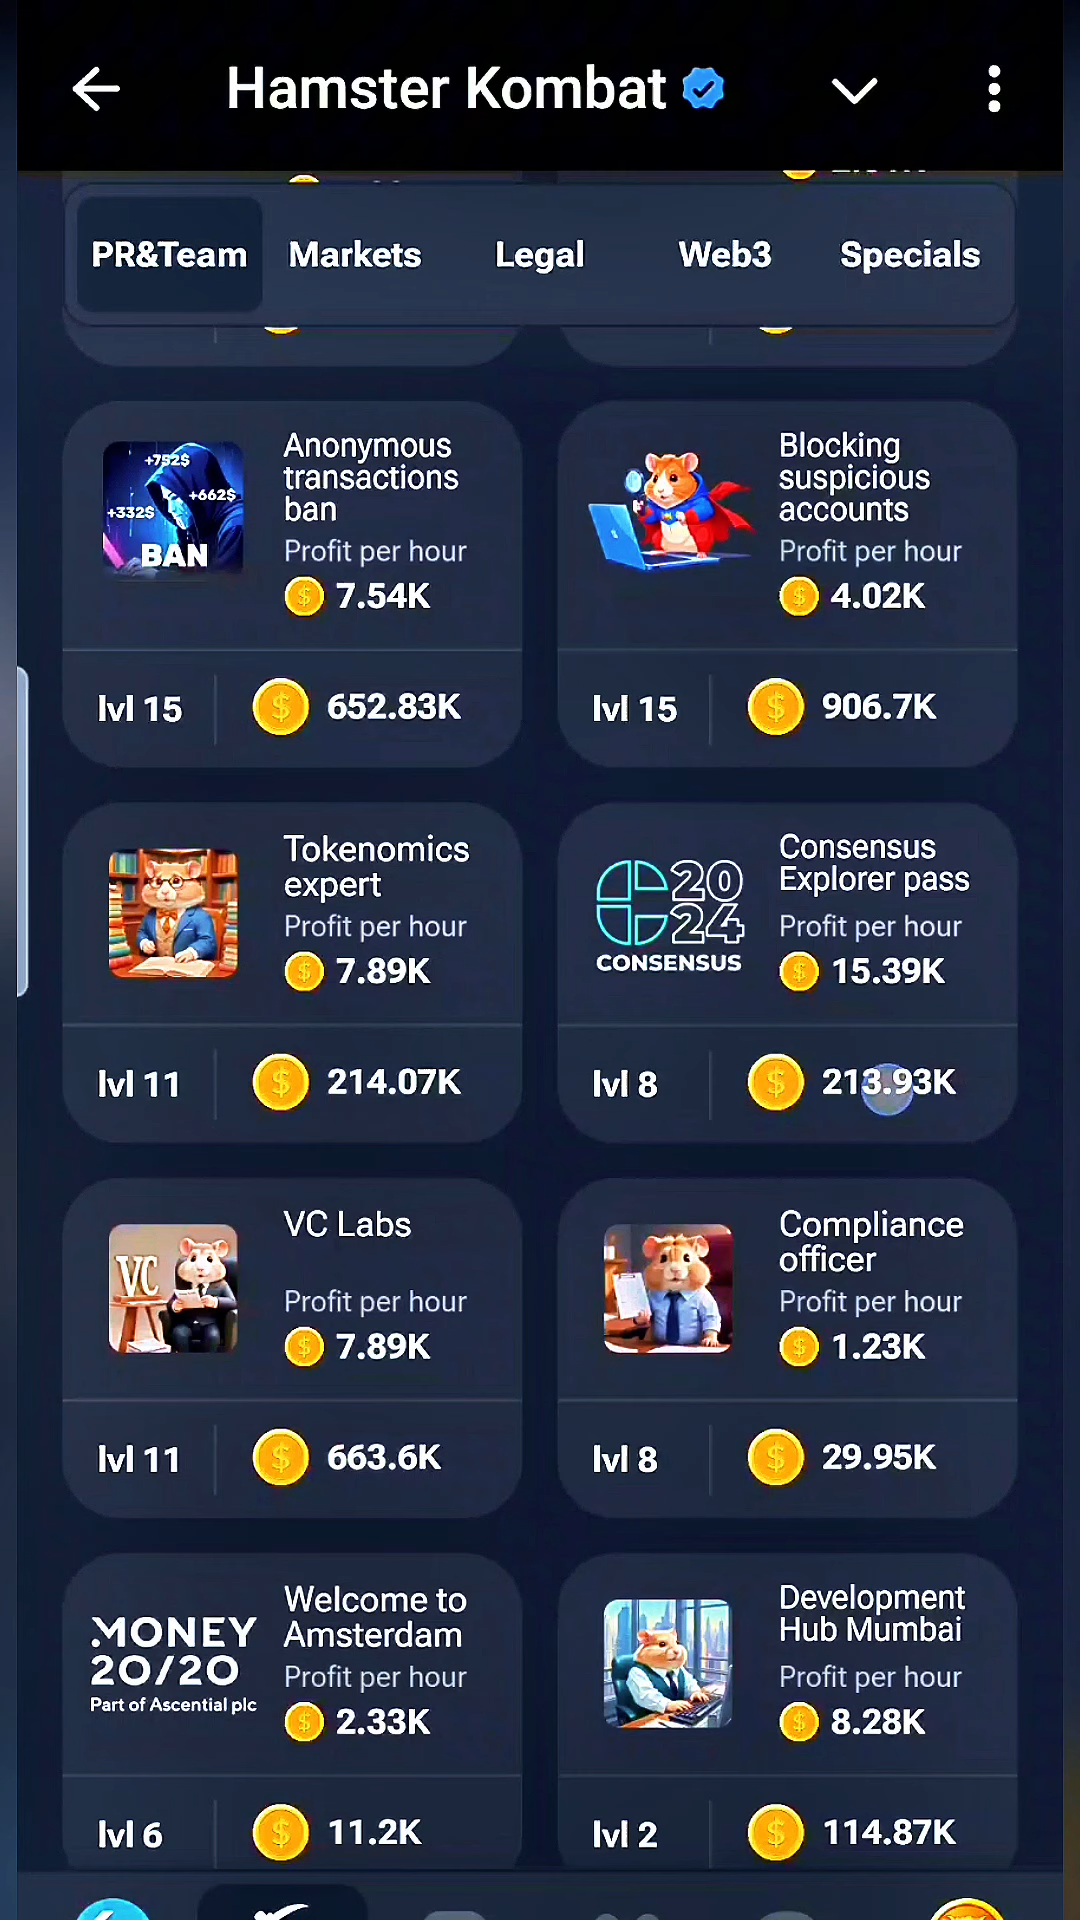 Hamster Kombat
PR&Team
Markets
Legal
Web3
Specials
+752$
+662$
+332$
BAN
Anonymous
transactions
ban
Profit per hour
7.54K
lvl 15
652.83K
Blocking
suspicious
accounts
Profit per hour
4.02K
lvl 15
906.7K
Tokenomics
expert
Profit per hour
7.89K
lvl 11
214.07K
20
24
CONSENSUS
Consensus
Explorer pass
Profit per hour
15.39K
lvl 8
213.93K
VC
VC Labs
Profit per hour
7.89K
lvl 11
663.6K
Compliance
officer
Profit per hour
1.23K
lvl 8
29.95K
MONEY
20/20
Part of Ascential plc
Welcome to
Amsterdam
Profit per hour
2.33K
lvl 6
11.2K
Development
Hub Mumbai
Profit per hour
8.28K
lvl 2
114.87K